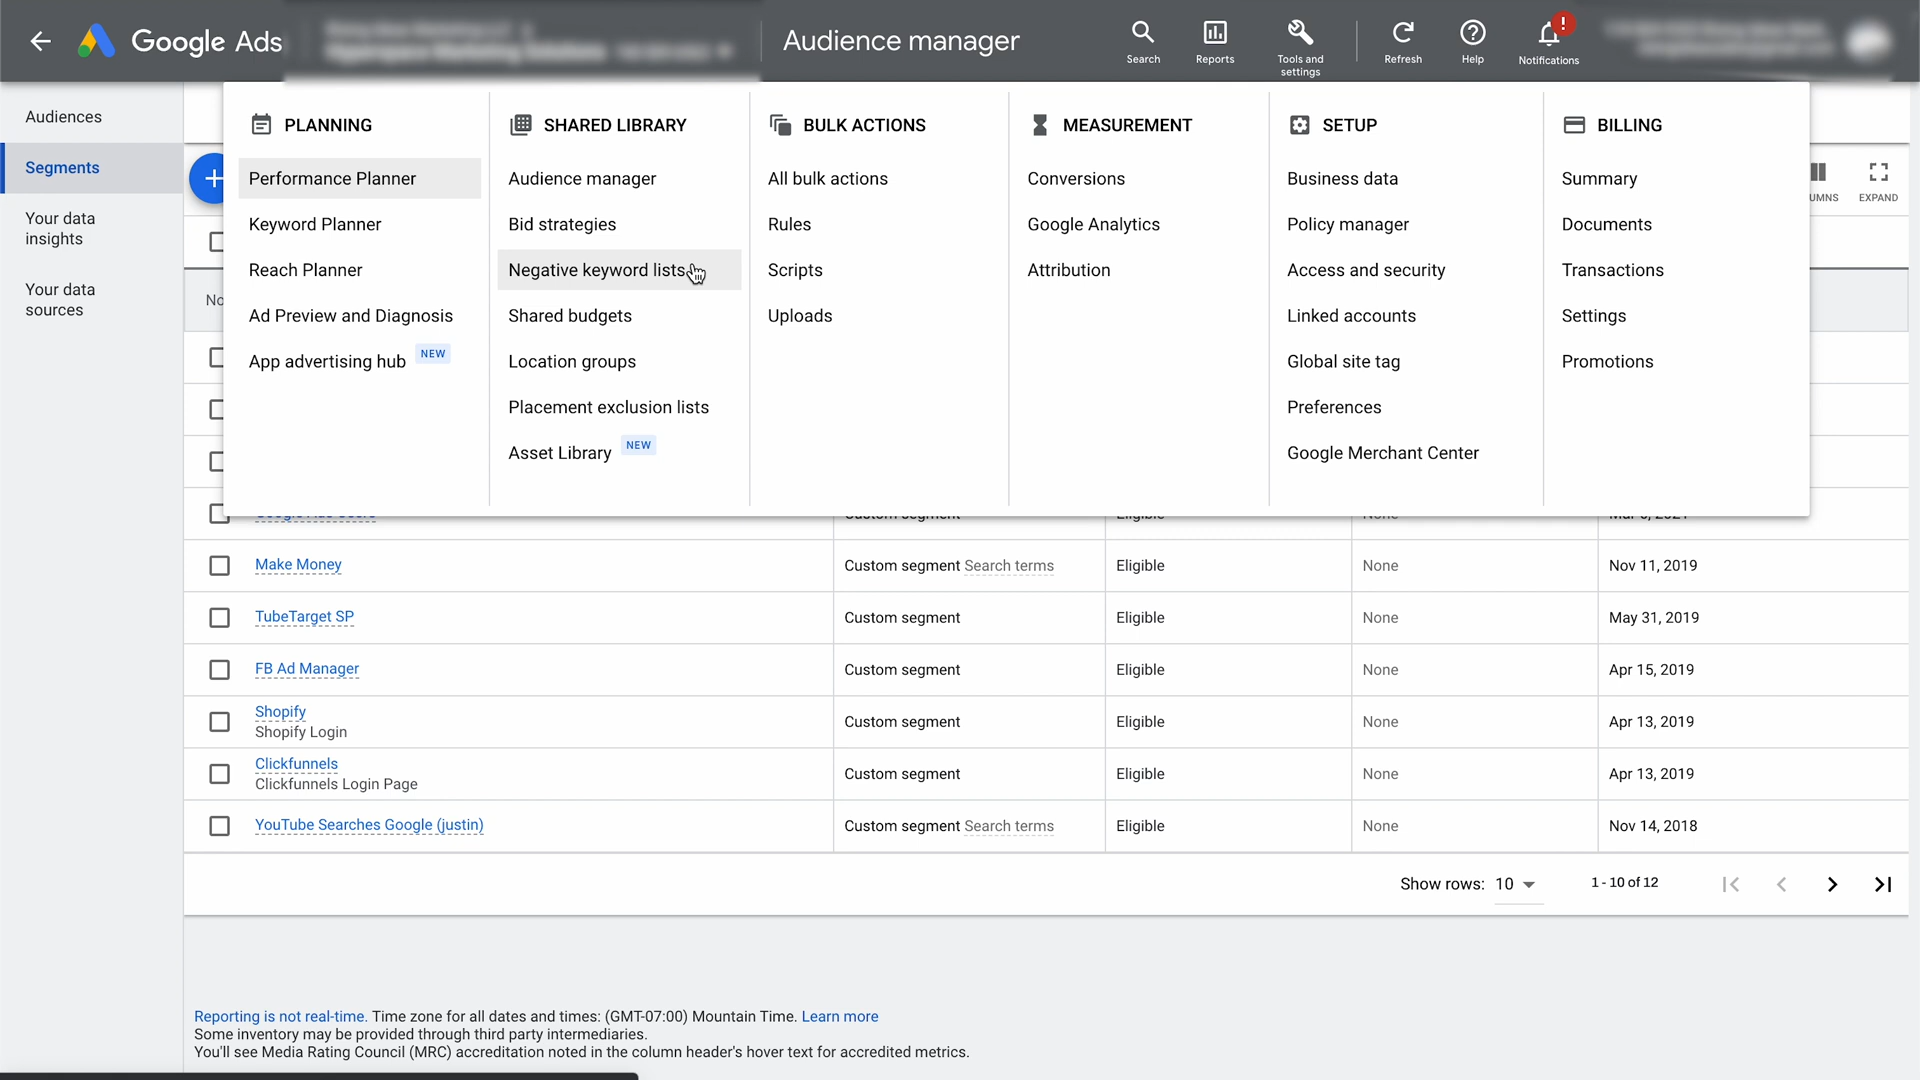 Google Ads
Audience manager
Search
Reports
Tools and
settings
Refresh
Help
!
Notifications
Audiences
Segments
Your data
insights
Your data
sources
PLANNING
Performance Planner
Keyword Planner
Reach Planner
Ad Preview and Diagnosis
App advertising hub NEW
SHARED LIBRARY
Audience manager
Bid strategies
Negative keyword lists
Shared budgets
Location groups
Placement exclusion lists
Asset Library NEW
BULK ACTIONS
All bulk actions
Rules
Scripts
Uploads
MEASUREMENT
Conversions
Google Analytics
Attribution
SETUP
Business data
Policy manager
Access and security
Linked accounts
Global site tag
Preferences
Google Merchant Center
BILLING
Summary
Documents
Transactions
Settings
Promotions
EXPAND
Make Money Custom segment Search terms Eligible None Nov 11, 2019
TubeTarget SP Custom segment Eligible None May 31, 2019
FB Ad Manager Custom segment Eligible None Apr 15, 2019
Shopify
Shopify Login Custom segment Eligible None Apr 13, 2019
Clickfunnels
Clickfunnels Login Page Custom segment Eligible None Apr 13, 2019
YouTube Searches Google (justin) Custom segment Search terms Eligible None Nov 14, 2018
Show rows: 10 1 - 10 of 12
Reporting is not real-time. Time zone for all dates and times: (GMT-07:00) Mountain Time. Learn more
Some inventory may be provided through third party intermediaries.
You'll see Media Rating Council (MRC) accreditation noted in the column header's hover text for accredited metrics.